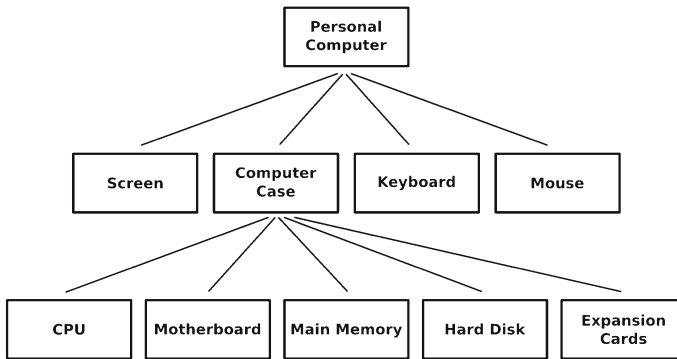 Personal
Computer
Screen
Computer
Case
Keyboard
Mouse
CPU
Motherboard
Main Memory
Hard Disk
Expansion
Cards